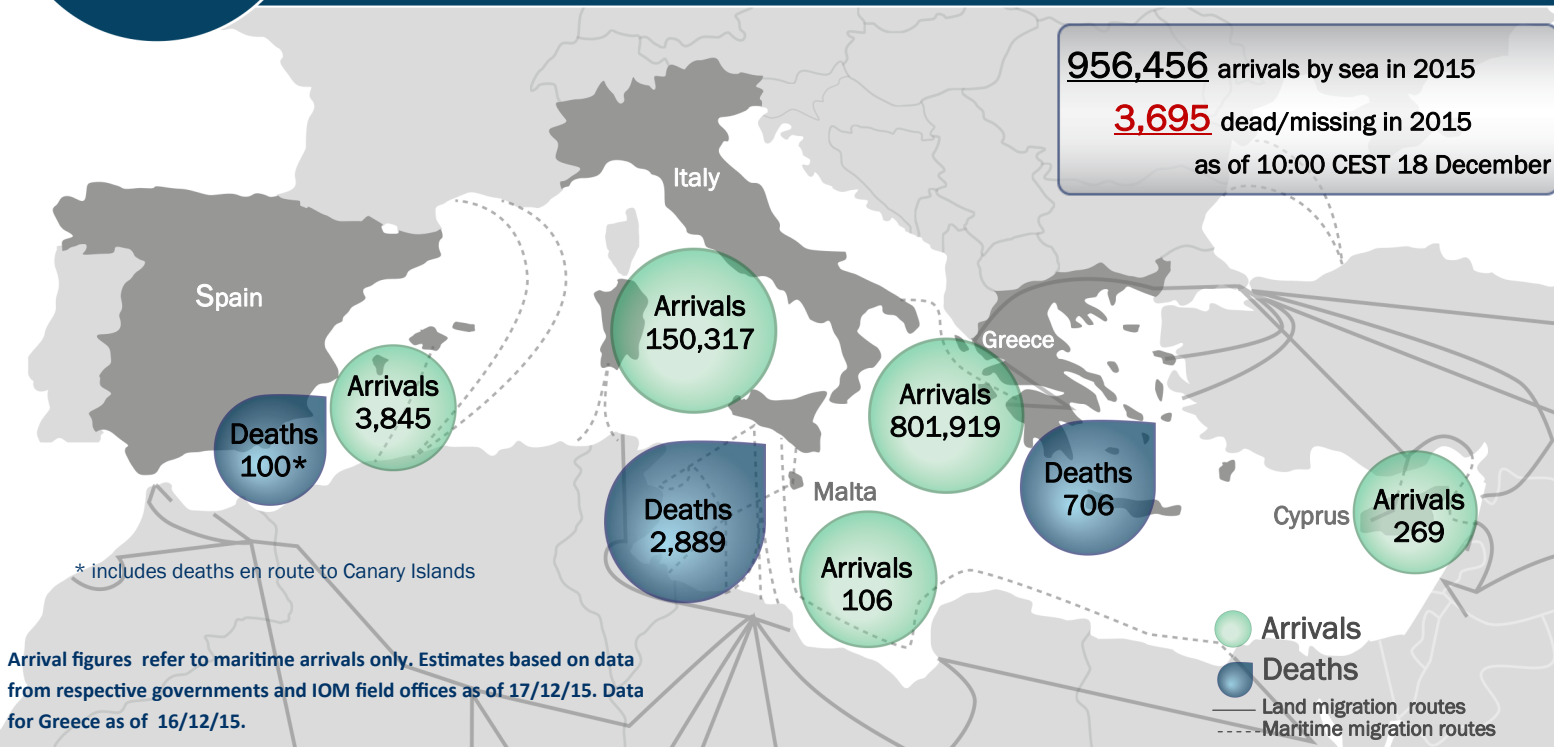 956,456 arrivals by sea in 2015
3,695 dead/missing in 2015
as of 10:00 CEST 18 December
Italy
Spain
Arrivals
150,317
Greece
Arrivals
3,845
Arrivals
801,919
Deaths
100*
Deaths
706
Malta
Deaths
2,889
Cyprus
Arrivals
269
Arrivals
106
* includes deaths en route to Canary Islands
Arrivals
Deaths
Land migration routes
Maritime migration routes
Arrival figures refer to maritime arrivals only. Estimates based on data
from respective governments and IOM field offices as of 17/12/15. Data
for Greece as of 16/12/15.